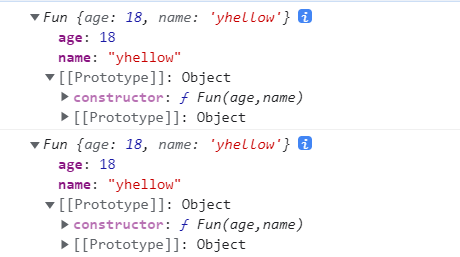 ▼ Fun {age: 18, name: 'yhellow'} i
age: 18
name: "yhellow"
▼ [[Prototype]]: Object
▶ constructor: ƒ Fun(age,name)
▶ [[Prototype]]: Object
▼ Fun {age: 18, name: 'yhellow'} i
age: 18
name: "yhellow"
▼ [[Prototype]]: Object
▶ constructor: ƒ Fun(age,name)
▶ [[Prototype]]: Object